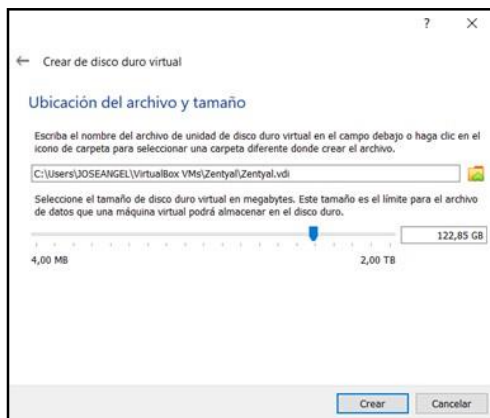 ?
Crear de disco duro virtual
Ubicación del archivo y tamaño
Escriba el nombre del archivo de unidad de disco duro virtual en el campo debajo o haga clic en el
icono de carpeta para seleccionar una carpeta diferente donde crear el archivo.
C:\Users\JOSEANGEL\VirtualBox VMs\Zentyal\Zentyal.vdi
Seleccione el tamaño de disco duro virtual en megabytes. Este tamaño es el límite para el archivo
de datos que una máquina virtual podrá almacenar en el disco duro.
122,85 GB
4,00 MB 2,00 TB
Crear Cancelar